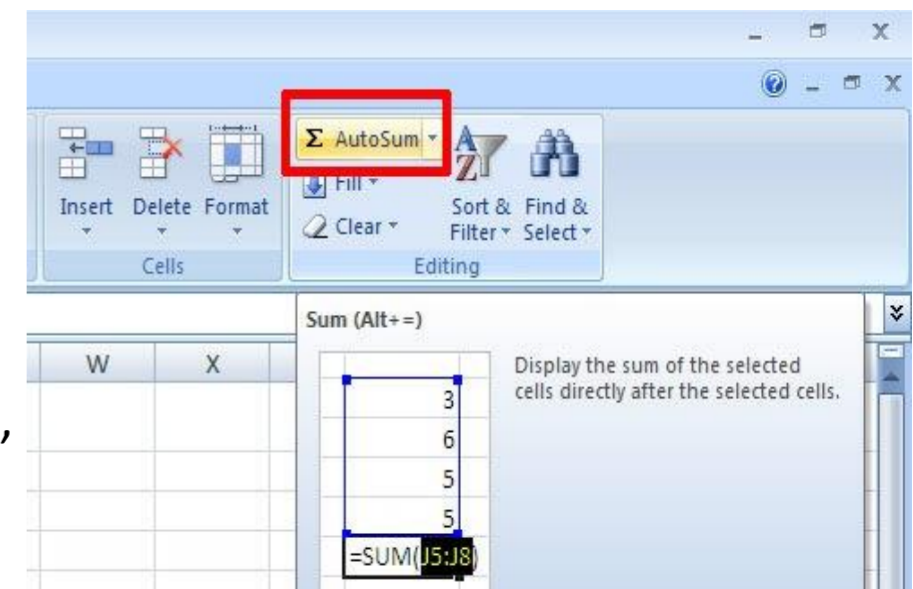 Σ AutoSum
Fill
Clear
Insert Delete Format
Sort & Filter
Find & Select
Cells
Editing
Sum (Alt+=)
W X
Display the sum of the selected
cells directly after the selected cells.
3
6
5
5
=SUM(J5:J8)
,